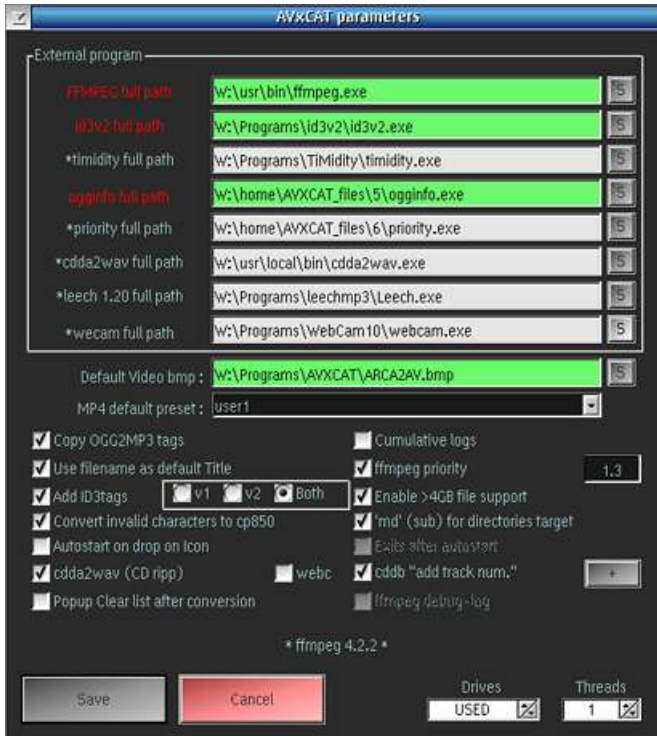 AVxCAT parameters
External program
FFMPEG full path W:\usr\bin\ffmpeg.exe S
id3v2 full path W:\Programs\id3v2\id3v2.exe S
*timidity full path W:\Programs\TiMidity\timidity.exe S
ogginfo full path W:\home\AVXCAT_files\5\ogginfo.exe S
*priority full path W:\home\AVXCAT_files\6\priority.exe S
*cdda2wav full path W:\usr\local\bin\cdda2wav.exe S
*leech 1.20 full path W:\Programs\leechmp3\Leech.exe S
*wecam full path W:\Programs\WebCam10\webcam.exe S
Default Video bmp : W:\Programs\AVXCAT\ARCA2AV.bmp S
MP4 default preset : user1
Copy OGG2MP3 tags Cumulative logs
Use filename as default Title ffmpeg priority 1.3
Add ID3tags v1 v2 Both Enable >4GB file support
Convert invalid characters to cp850 'md' (sub) for directories target
Autostart on drop on Icon Exits after autostart
cdda2wav (CD ripp) webc cddb "add track num." +
Popup Clear list after conversion ffmpeg debug-log
* ffmpeg 4.2.2 *
Save Cancel Drives Threads
USED 1